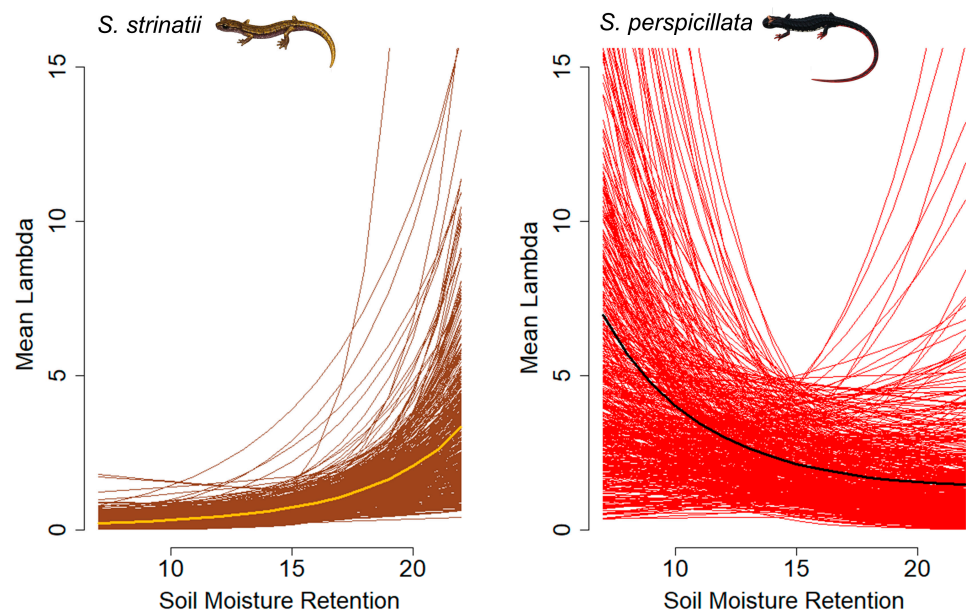 S. strinatii
S. perspicillata
15
10
5
0
Mean Lambda
10 15 20
Soil Moisture Retention
15
10
5
0
Mean Lambda
10 15 20
Soil Moisture Retention